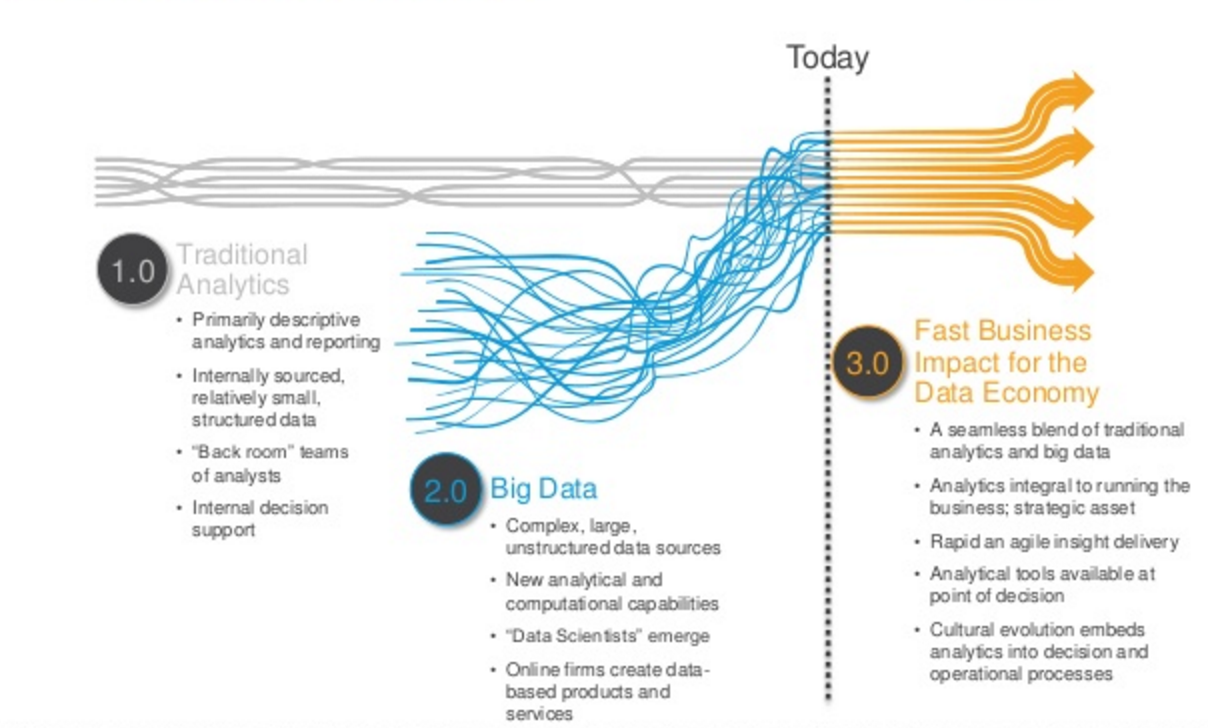 Today
1.0
Traditional
Analytics
• Primarily descriptive
analytics and reporting
• Internally sourced,
relatively small,
structured data
• “Back room” teams
of analysts
• Internal decision
support
2.0
Big Data
• Complex, large,
unstructured data sources
• New analytical and
computational capabilities
• “Data Scientists” emerge
• Online firms create data-
based products and
services
3.0
Fast Business
Impact for the
Data Economy
• A seamless blend of traditional
analytics and big data
• Analytics integral to running the
business; strategic asset
• Rapid an agile insight delivery
• Analytical tools available at
point of decision
• Cultural evolution embeds
analytics into decision and
operational processes